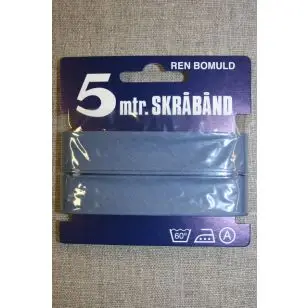 REN BOMULD
5 mtr. SKRÅBÅND
60°
A